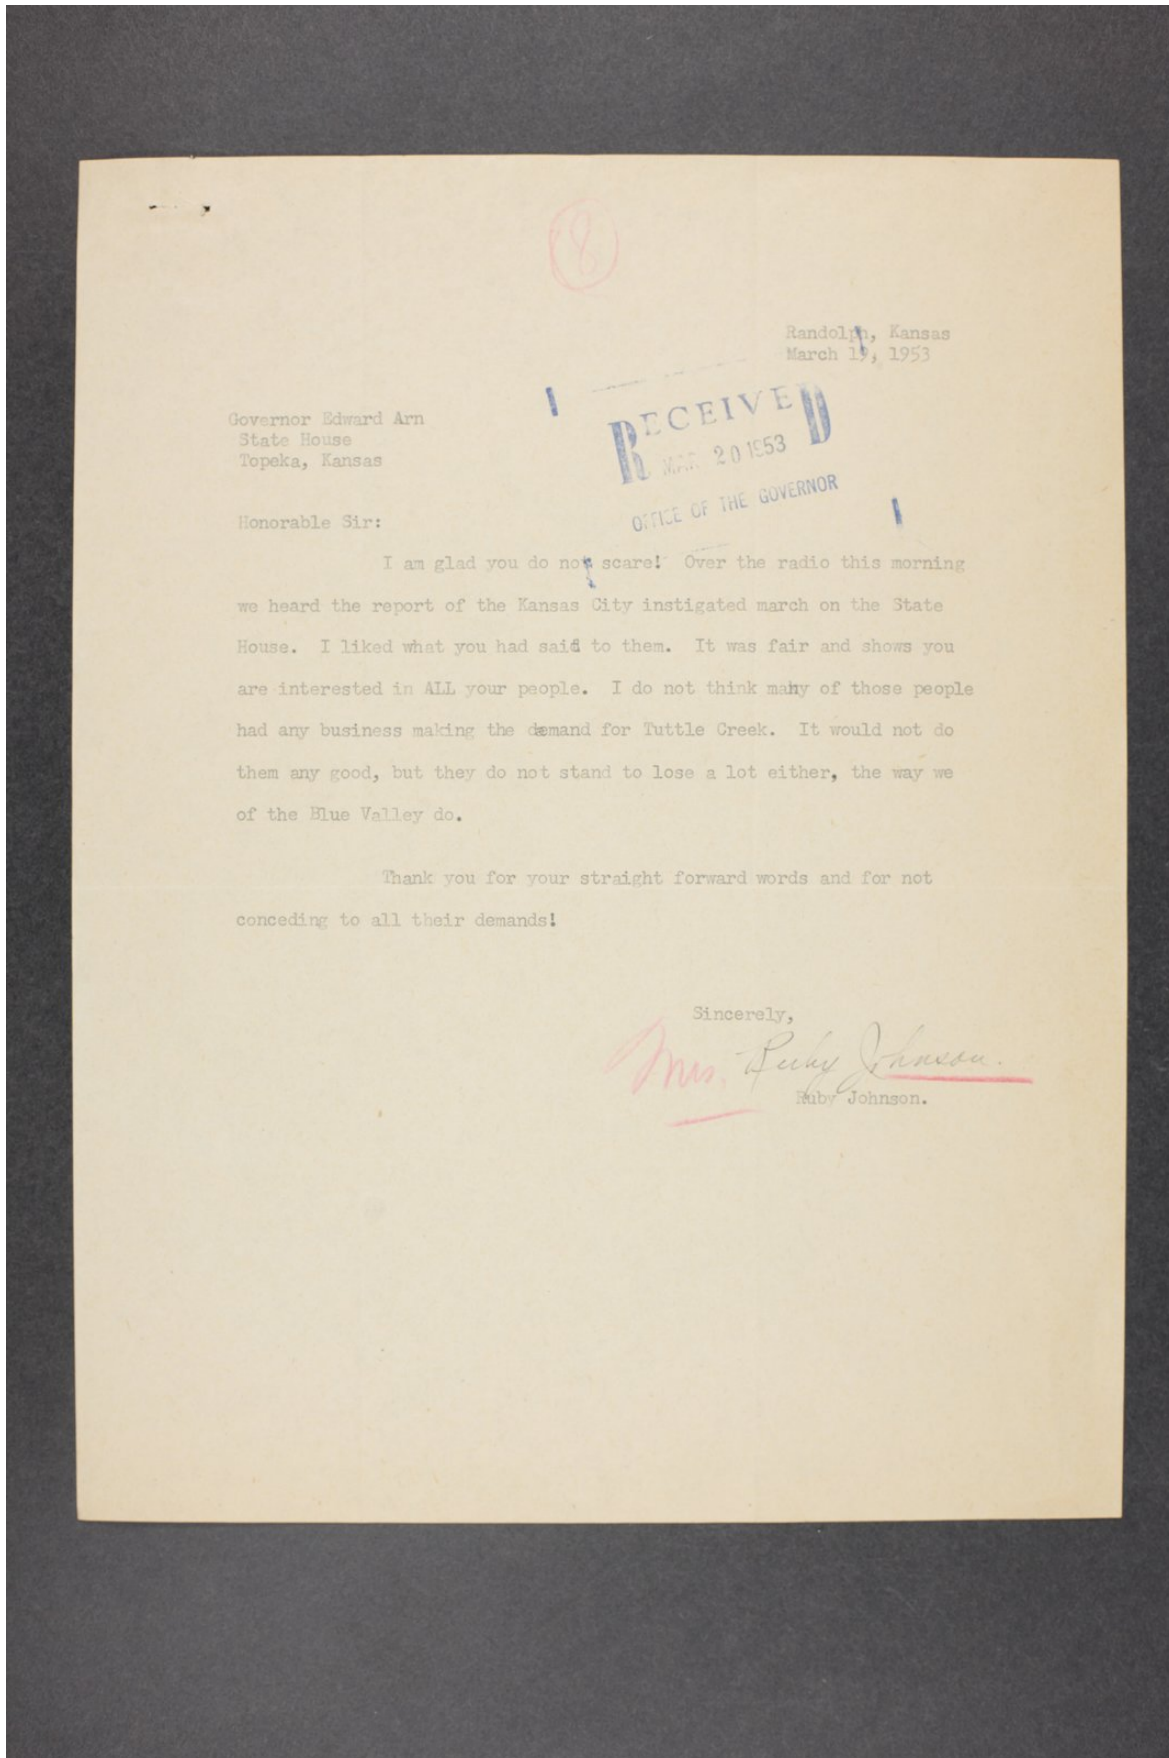 8
Randolph, Kansas
March 19, 1953
RECEIVED
MAR 20 1953
OFFICE OF THE GOVERNOR
Governor Edward Arn
State House
Topeka, Kansas
Honorable Sir:
I am glad you do not scare! Over the radio this morning
we heard the report of the Kansas City instigated march on the State
House. I liked what you had said to them. It was fair and shows you
are interested in ALL your people. I do not think many of those people
had any business making the demand for Tuttle Creek. It would not do
them any good, but they do not stand to lose a lot either, the way we
of the Blue Valley do.
Thank you for your straight forward words and for not
conceding to all their demands!
Sincerely,
Mrs. Ruby Johnson.
Ruby Johnson.